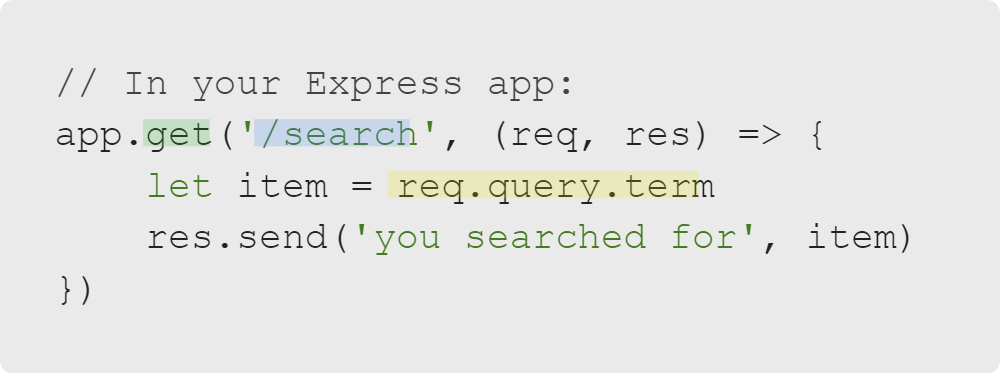 // In your Express app:
app.get('/search', (req, res) => {
    let item = req.query.term
    res.send('you searched for', item)
})